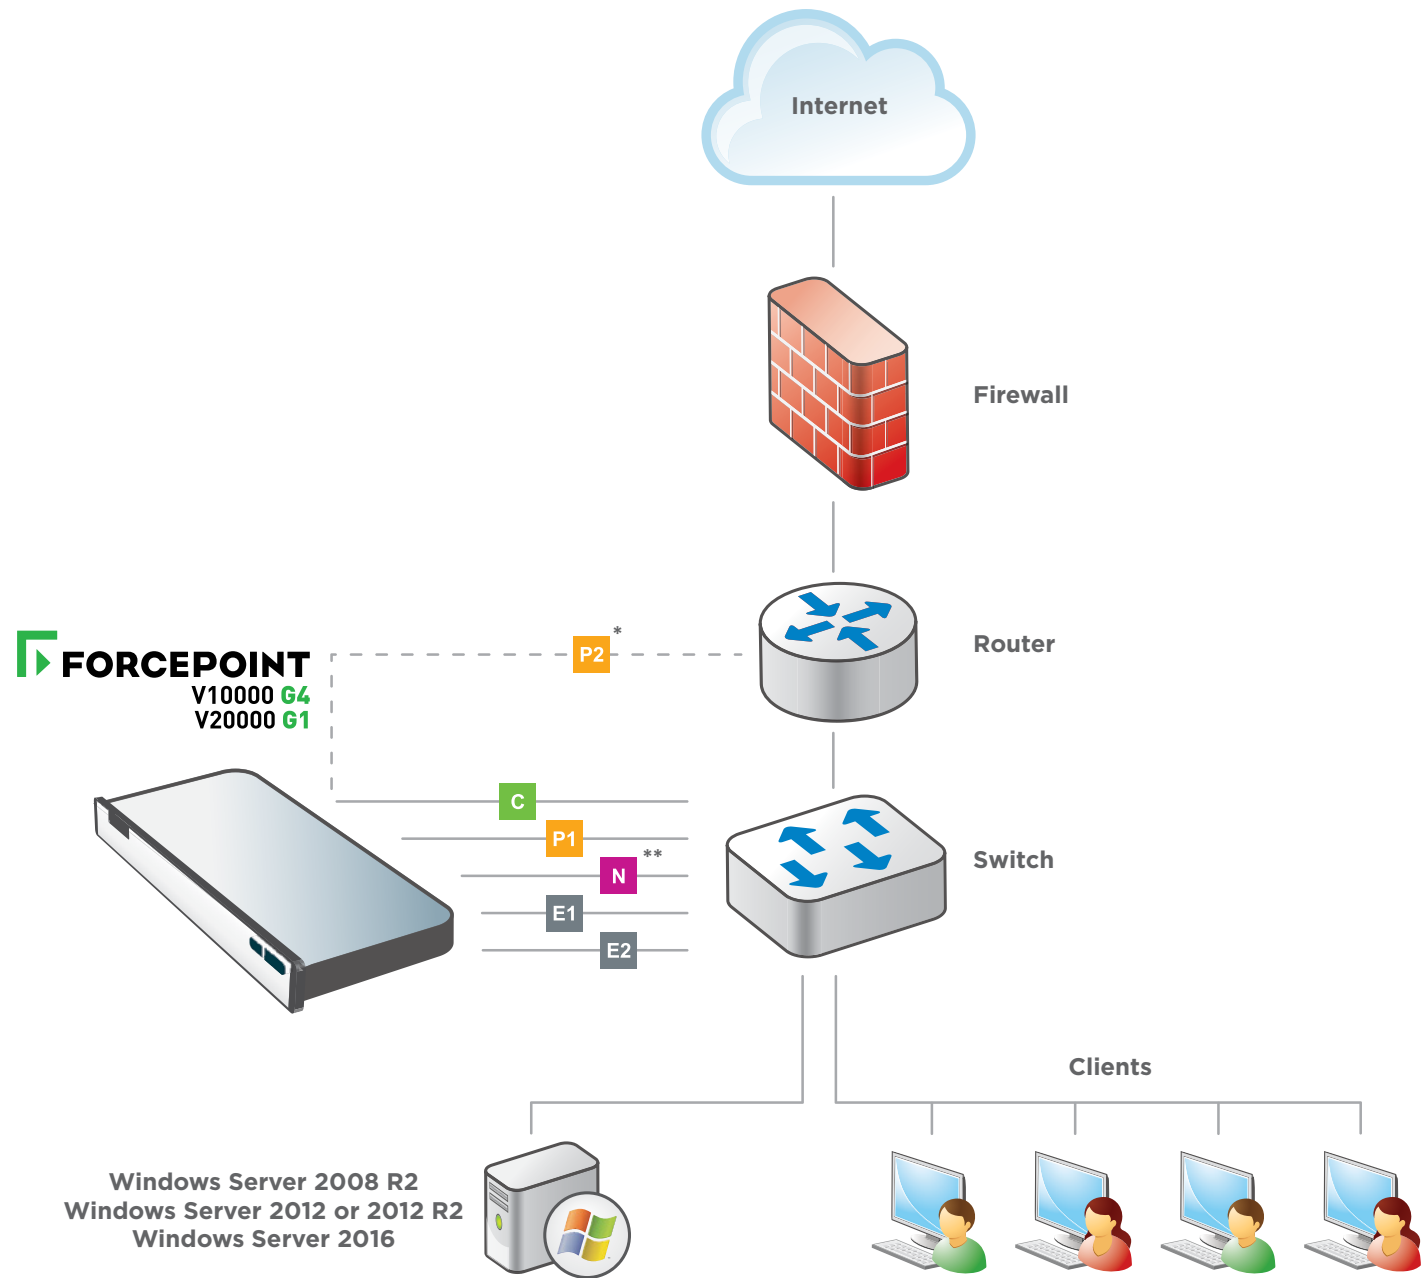 Internet
Firewall
Router
P2 *
FORCEPOINT
V10000 G4
V20000 G1
C
P1
N **
E1
E2
Switch
Clients
Windows Server 2008 R2
Windows Server 2012 or 2012 R2
Windows Server 2016